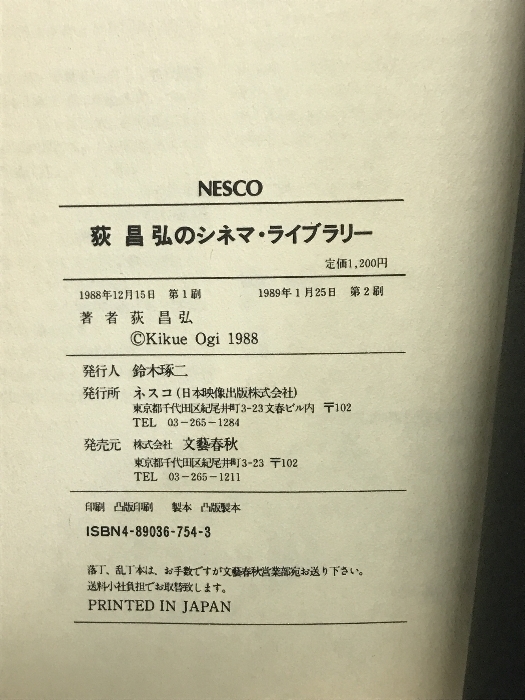 NESCO
荻 昌弘のシネマ・ライブラリー
定価1,200円
1988年12月15日 第1刷 1989年1月25日 第2刷
著 者 荻 昌 弘
©Kikue Ogi 1988
発行人 鈴木琢二
発行所 ネスコ(日本映像出版株式会社)
東京都千代田区紀尾井町3-23文春ビル内 〒102
TEL 03-265-1284
発売元 株式会社 文藝春秋
東京都千代田区紀尾井町3-23 〒102
TEL 03-265-1211
印刷 凸版印刷 製本 凸版製本
ISBN4-89036-754-3
落丁、乱丁本は、お手数ですが文藝春秋営業部宛お送り下さい。
送料小社負担でお取替致します。
PRINTED IN JAPAN